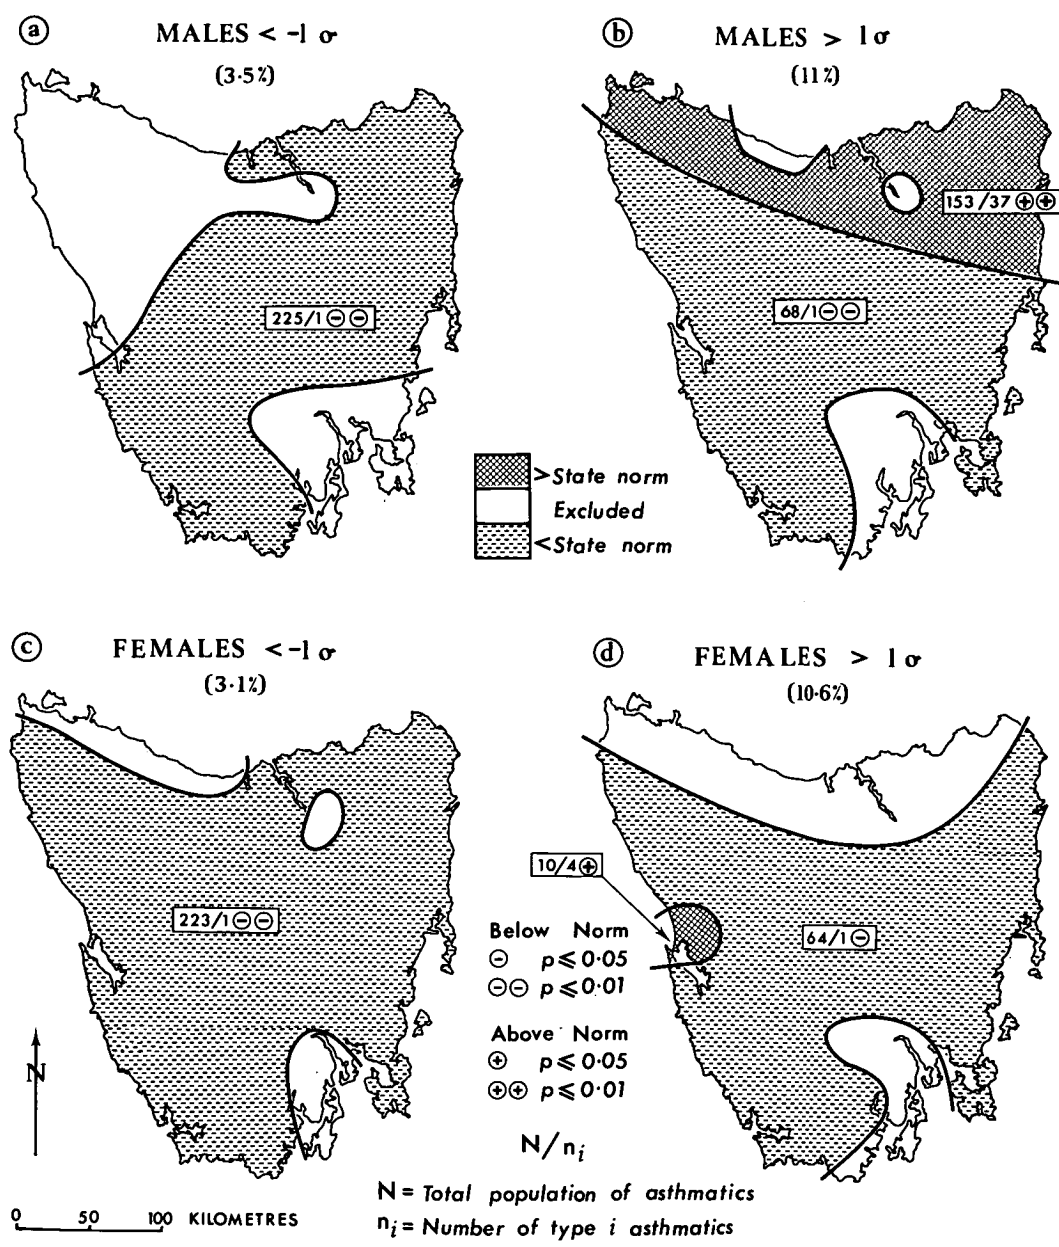 ⓐ MALES < -1 σ
(3·5%)
225/1 ⊖ ⊖
ⓑ MALES > 1 σ
(11%)
153/37 ⊕ ⊕
68/1 ⊖ ⊖
> State norm
Excluded
< State norm
ⓒ FEMALES < -1 σ
(3·1%)
223/1 ⊖ ⊖
ⓓ FEMALES > 1 σ
(10·6%)
10/4 ⊕
64/1 ⊖
Below Norm
⊖ p ⩽ 0·05
⊖⊖ p ⩽ 0·01
Above Norm
⊕ p ⩽ 0·05
⊕⊕ p ⩽ 0·01
N/nᵢ
N = Total population of asthmatics
nᵢ = Number of type i asthmatics
N
0 50 100 KILOMETRES